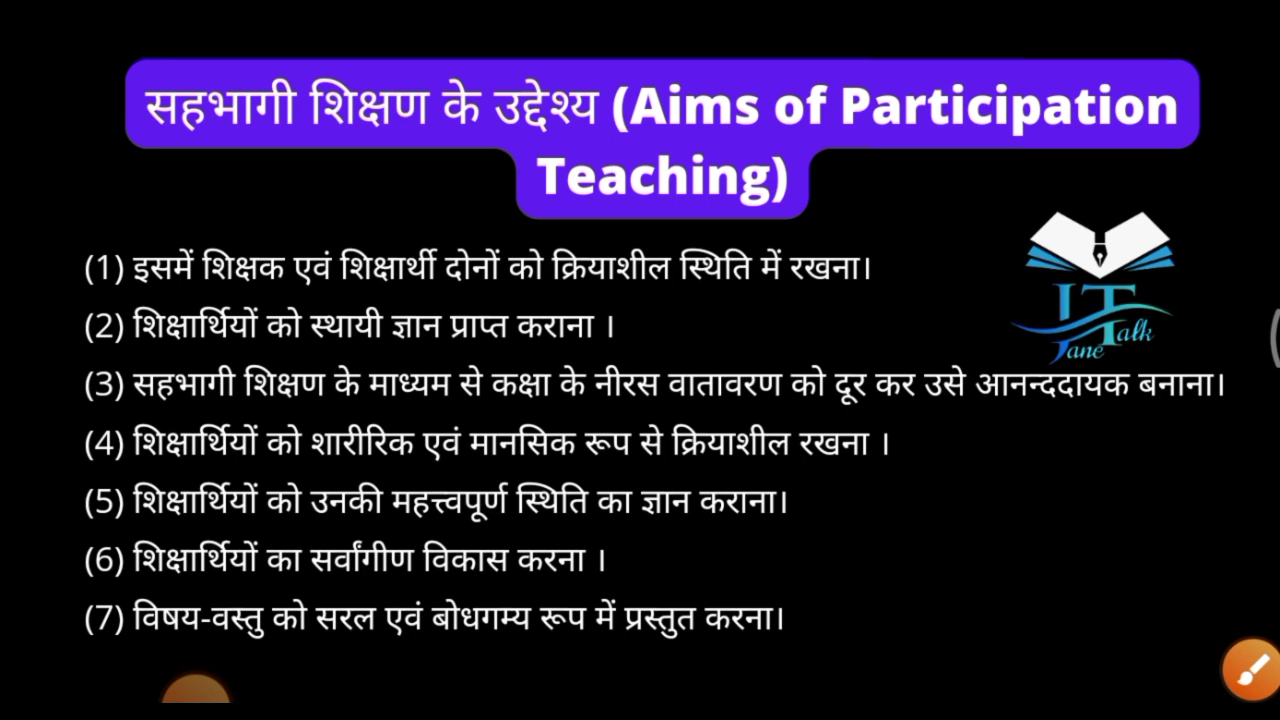 सहभागी शिक्षण के उद्देश्य (Aims of Participation
Teaching)
(1) इसमें शिक्षक एवं शिक्षार्थी दोनों को क्रियाशील स्थिति में रखना।
(2) शिक्षार्थियों को स्थायी ज्ञान प्राप्त कराना ।
(3) सहभागी शिक्षण के माध्यम से कक्षा के नीरस वातावरण को दूर कर उसे आनन्ददायक बनाना।
(4) शिक्षार्थियों को शारीरिक एवं मानसिक रूप से क्रियाशील रखना ।
(5) शिक्षार्थियों को उनकी महत्त्वपूर्ण स्थिति का ज्ञान कराना।
(6) शिक्षार्थियों का सर्वांगीण विकास करना ।
(7) विषय-वस्तु को सरल एवं बोधगम्य रूप में प्रस्तुत करना।
Jane Talk